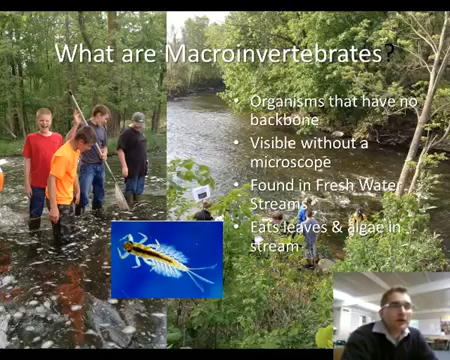 What are Macroinvertebrates?
• Organisms that have no
backbone
• Visible without a
microscope
• Found in Fresh Water
Streams
• Eats leaves & algae in
stream